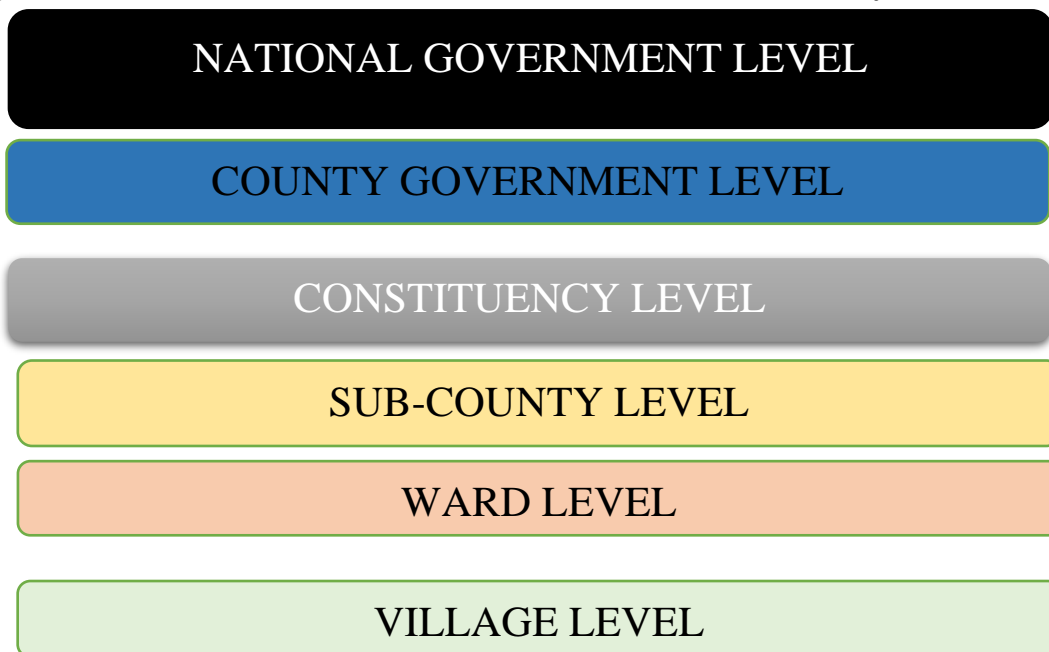 NATIONAL GOVERNMENT LEVEL
COUNTY GOVERNMENT LEVEL
CONSTITUENCY LEVEL
SUB-COUNTY LEVEL
WARD LEVEL
VILLAGE LEVEL